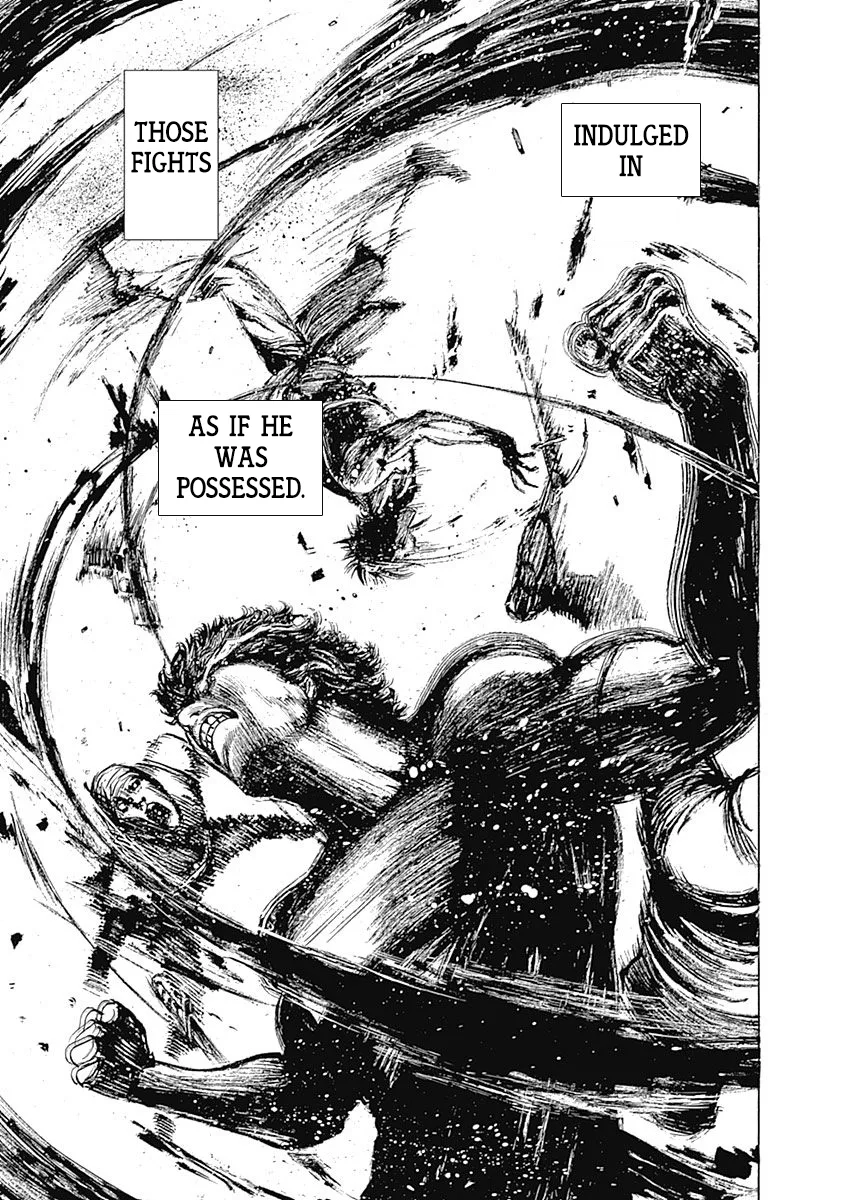 INDULGED
IN
THOSE
FIGHTS
AS IF HE
WAS
POSSESSED.